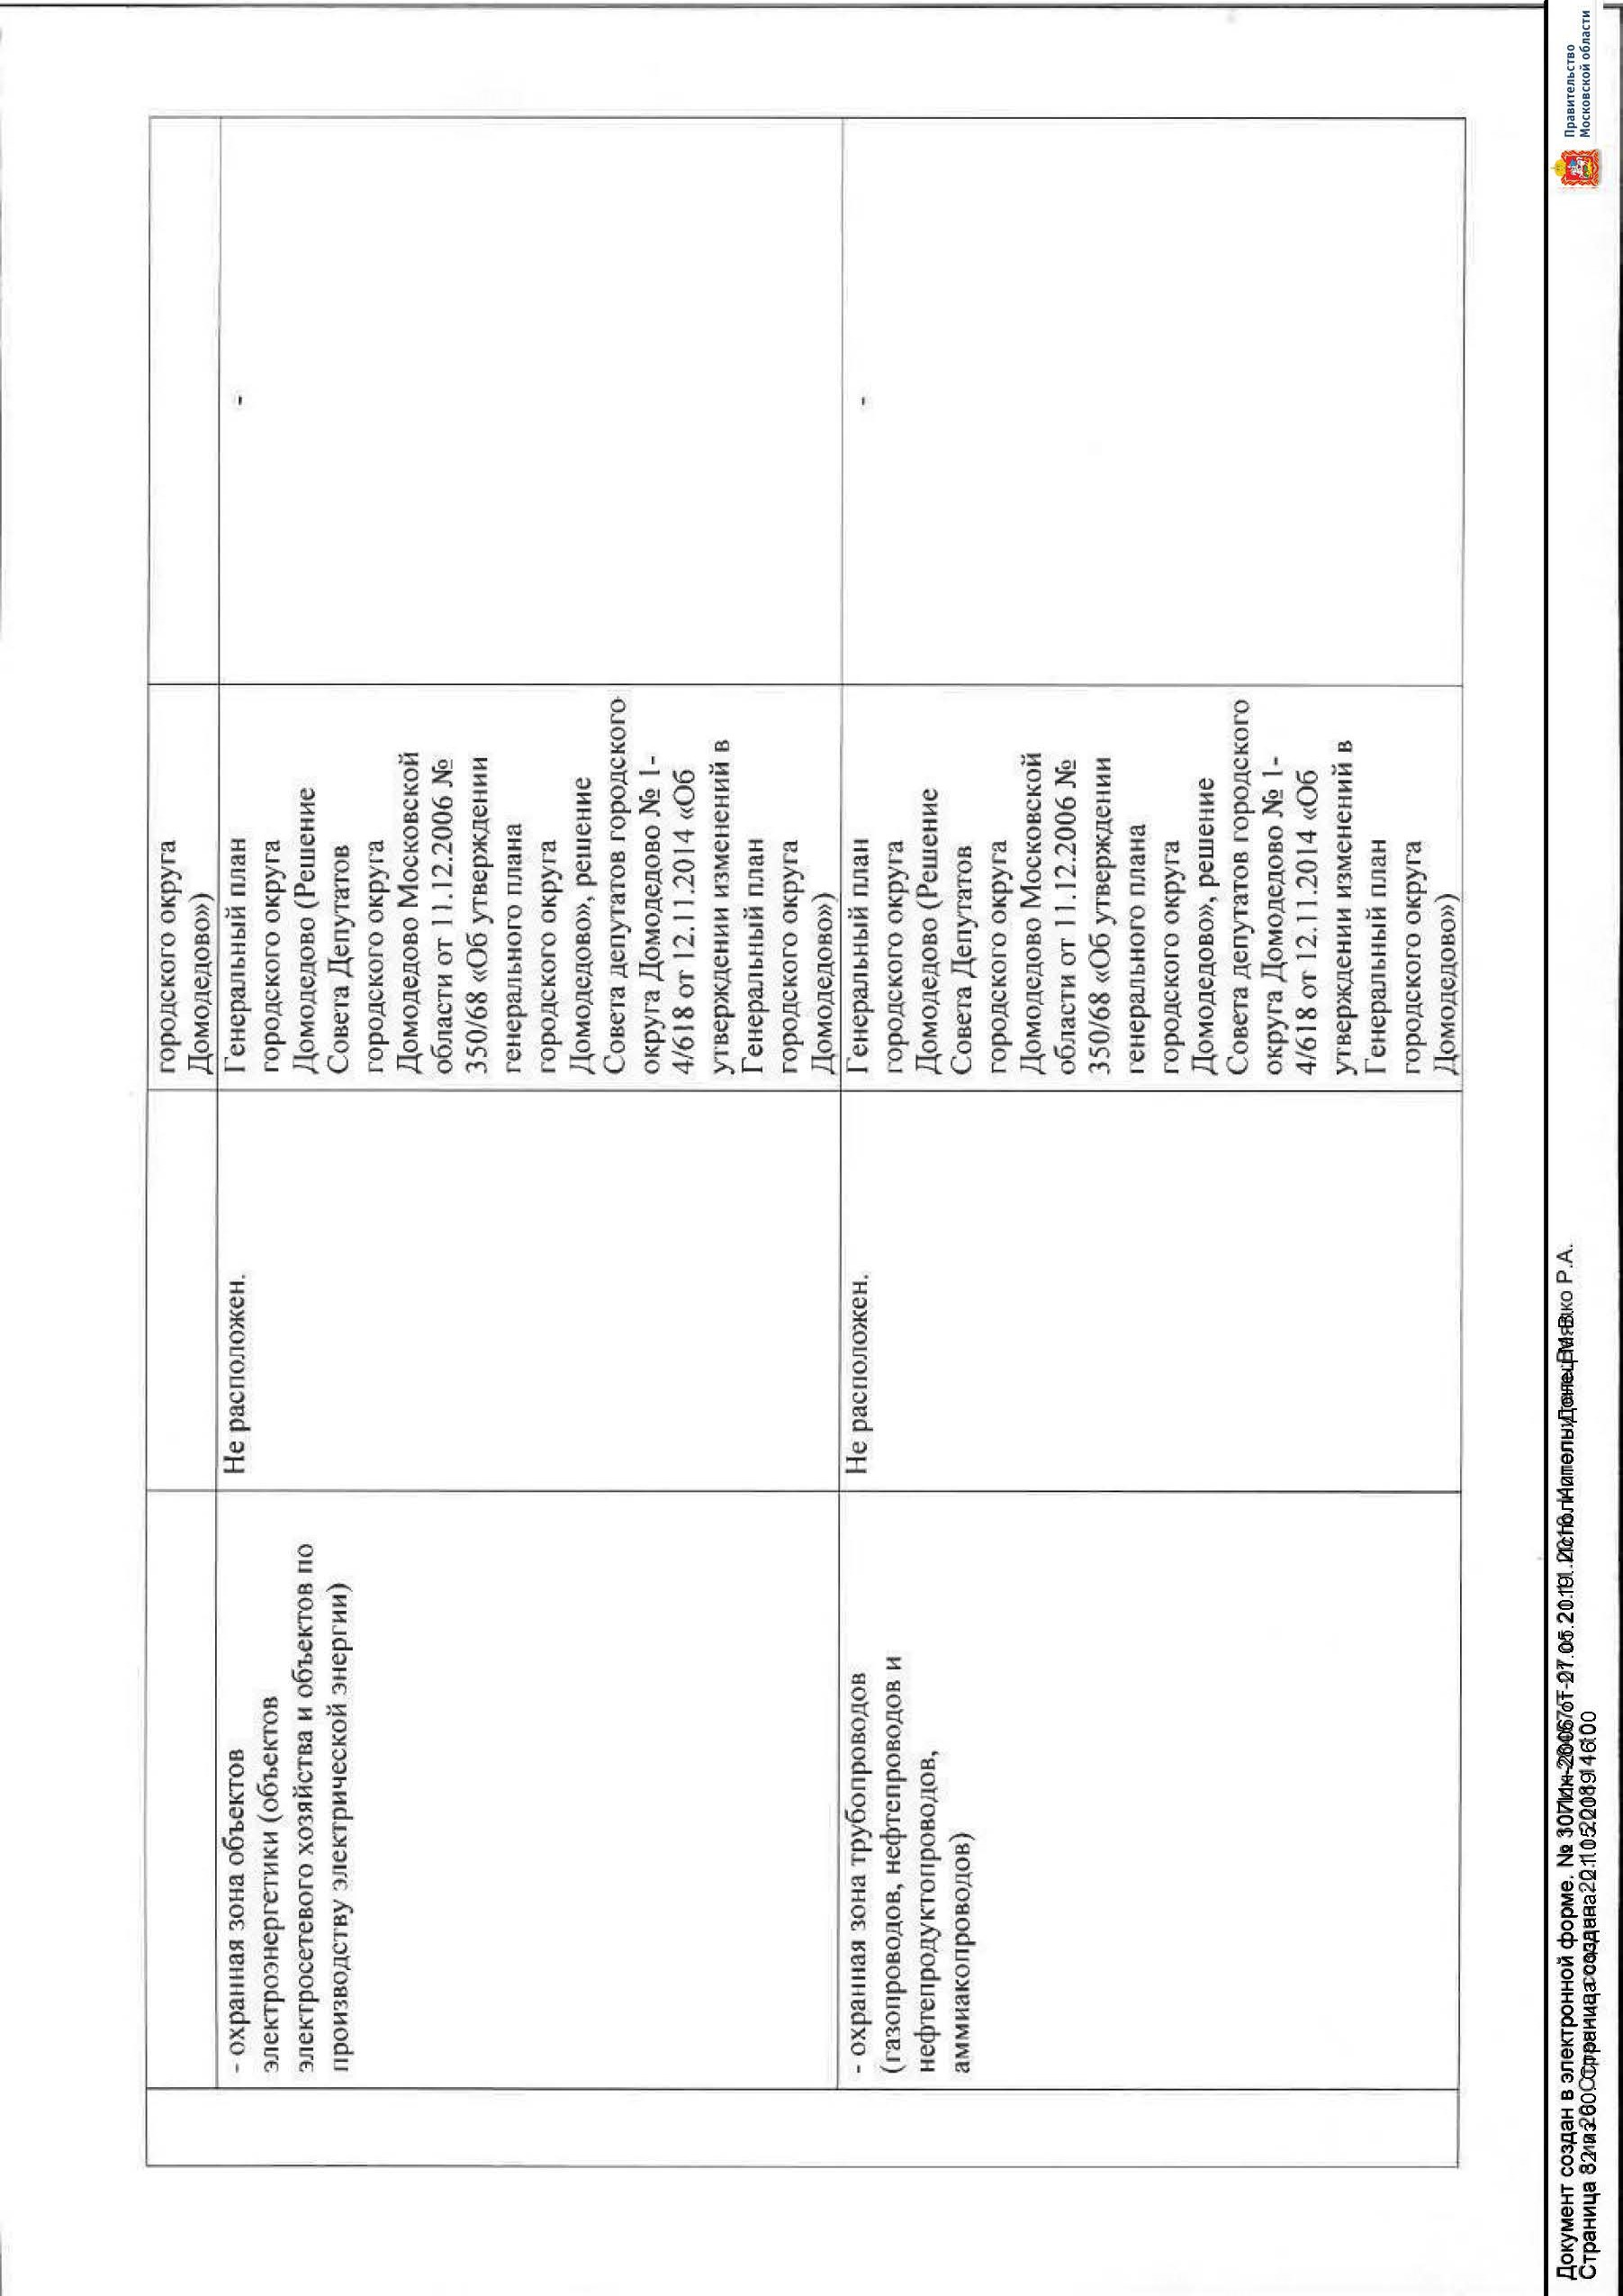 городского округа
Домодедово»)
- охранная зона объектов
электроэнергетики (объектов
электросетевого хозяйства и объектов по
производству электрической энергии)
Не расположен.
Генеральный план
городского округа
Домодедово (Решение
Совета Депутатов
городского округа
Домодедово Московской
области от 11.12.2006 №
350/68 «Об утверждении
генерального плана
городского округа
Домодедово», решение
Совета депутатов городского
округа Домодедово № 1-
4/618 от 12.11.2014 «Об
утверждении изменений в
Генеральный план
городского округа
Домодедово»)
-
- охранная зона трубопроводов
(газопроводов, нефтепроводов и
нефтепродуктопроводов,
аммиакопроводов)
Не расположен.
Генеральный план
городского округа
Домодедово (Решение
Совета Депутатов
городского округа
Домодедово Московской
области от 11.12.2006 №
350/68 «Об утверждении
генерального плана
городского округа
Домодедово», решение
Совета депутатов городского
округа Домодедово № 1-
4/618 от 12.11.2014 «Об
утверждении изменений в
Генеральный план
городского округа
Домодедово»)
-
Документ создан в электронной форме. №
Страница
Правительство
Московской области